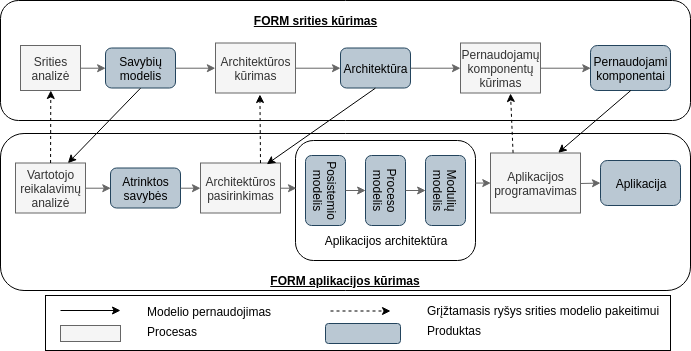 FORM srities kūrimas
Srities
analizė
Savybių
modelis
Architektūros
kūrimas
Architektūra
Pernaudojamų
komponentų
kūrimas
Pernaudojami
komponentai
Vartotojo
reikalavimų
analizė
Atrinktos
savybės
Architektūros
pasirinkimas
Posistemio
modelis
Proceso
modelis
Modulių
modelis
Aplikacijos architektūra
Aplikacijos
programavimas
Aplikacija
FORM aplikacijos kūrimas
Modelio pernaudojimas
Grįžtamasis ryšys srities modelio pakeitimui
Procesas
Produktas